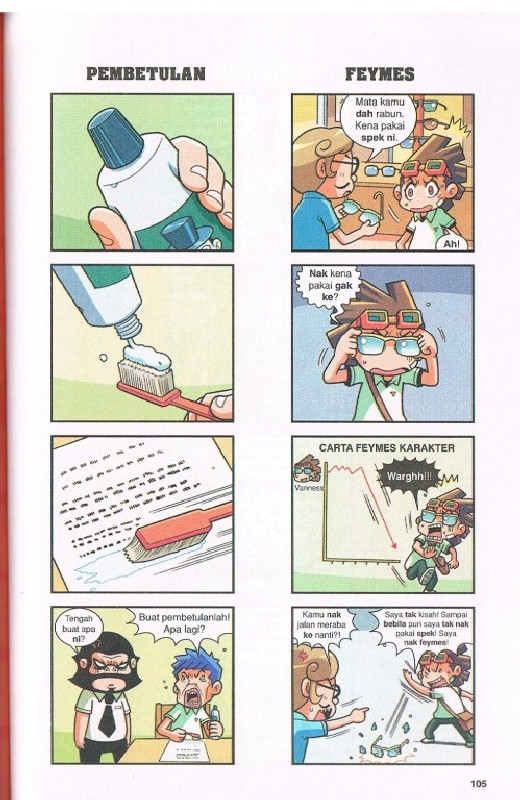 PEMBETULAN
Tengah
buat apa
ni?
Buat pembetulanlah!
Apa lagi?
FEYMES
Mata kamu
dah rabun.
Kena pakai
spek ni.
Ah!
Nak kena
pakai gak
ke?
CARTA FEYMES KARAKTER
Vanness
Warghh!!!
Kamu nak
jalan meraba
ke nanti?!
Saya tak kisah! Sampai
bebila pun saya tak nak
pakai spek! Saya
nak feymes!!
105